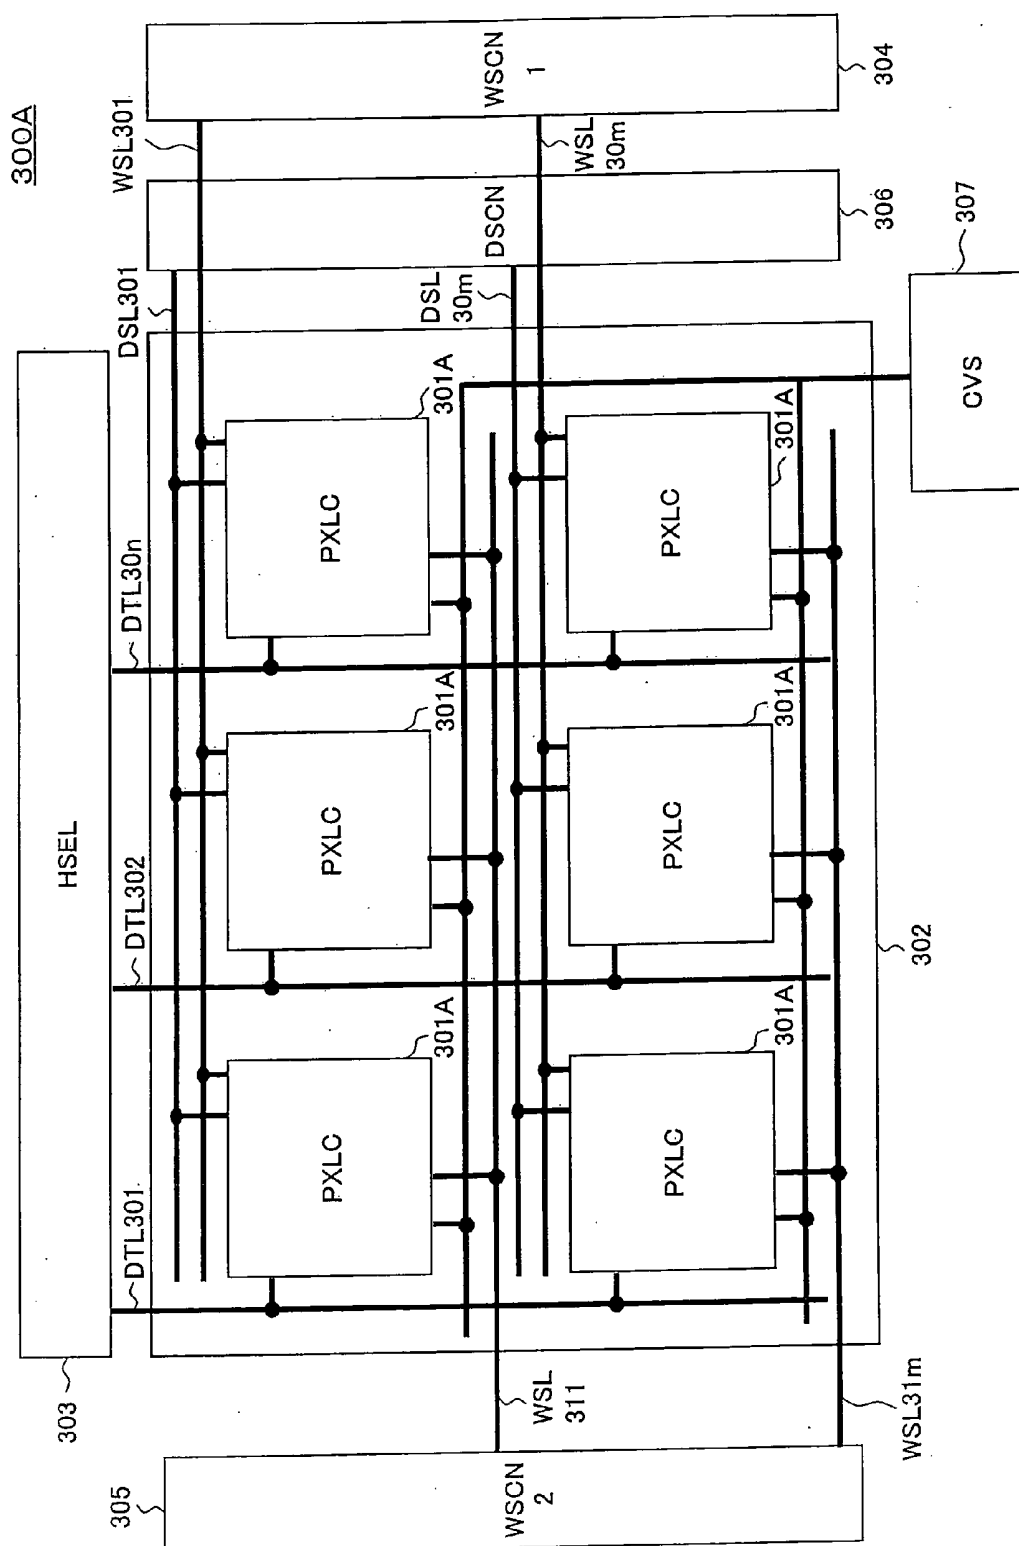 300A
303
HSEL
305
DTL301
DTL302
DTL30n
DSL301
WSL301
PXLC
PXLC
PXLC
301A
301A
301A
WSCN
2
WSL
311
DSL
30m
DSCN
WSCN
1
WSL
30m
PXLC
PXLC
PXLC
301A
301A
301A
WSL31m
302
306
304
CVS
307